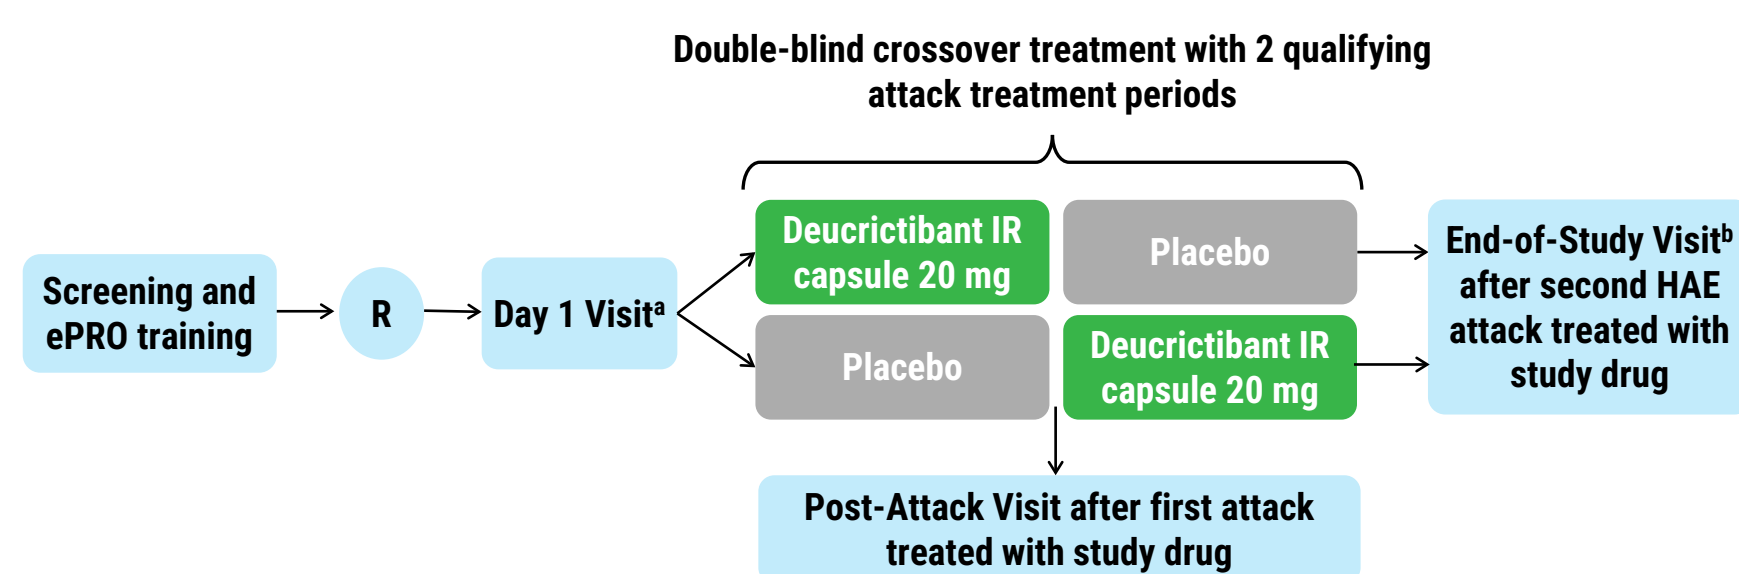 Double-blind crossover treatment with 2 qualifying
attack treatment periods
Screening and
ePRO training
R
Day 1 Visitᵃ
Deucrictibant IR
capsule 20 mg
Placebo
Placebo
Deucrictibant IR
capsule 20 mg
End-of-Study Visitᵇ
after second HAE
attack treated with
study drug
Post-Attack Visit after first attack
treated with study drug